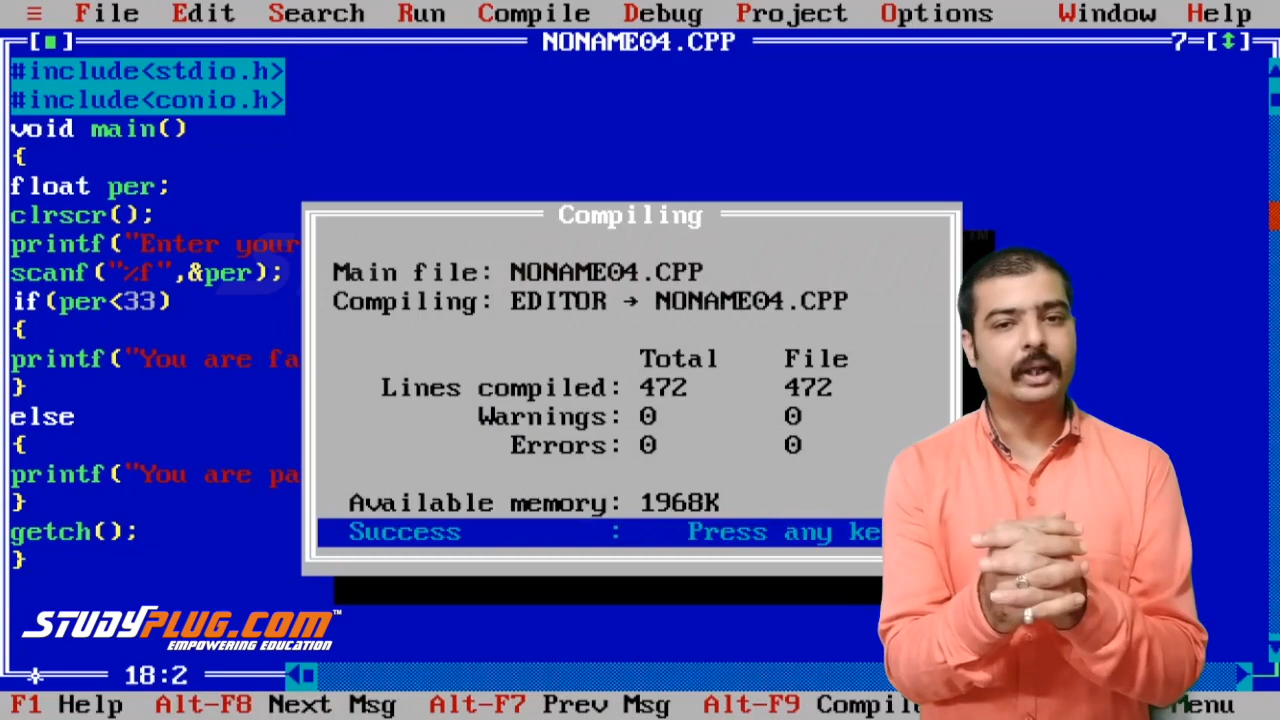 ≡ File Edit Search Run Compile Debug Project Options Window Help
[■] NONAME04.CPP 7=[↕]
#include<stdio.h>
#include<conio.h>
void main()
{
float per;
clrscr();
printf("Enter your
scanf("%f",&per);
if(per<33)
{
printf("You are fa
}
else
{
printf("You are pa
}
getch();
}
Compiling
Main file: NONAME04.CPP
Compiling: EDITOR → NONAME04.CPP
Total File
Lines compiled: 472 472
Warnings: 0 0
Errors: 0 0
Available memory: 1968K
Success : Press any ke
STUDYPLUG.COM™
EMPOWERING EDUCATION
18:2
F1 Help Alt-F8 Next Msg Alt-F7 Prev Msg Alt-F9 Compil Menu